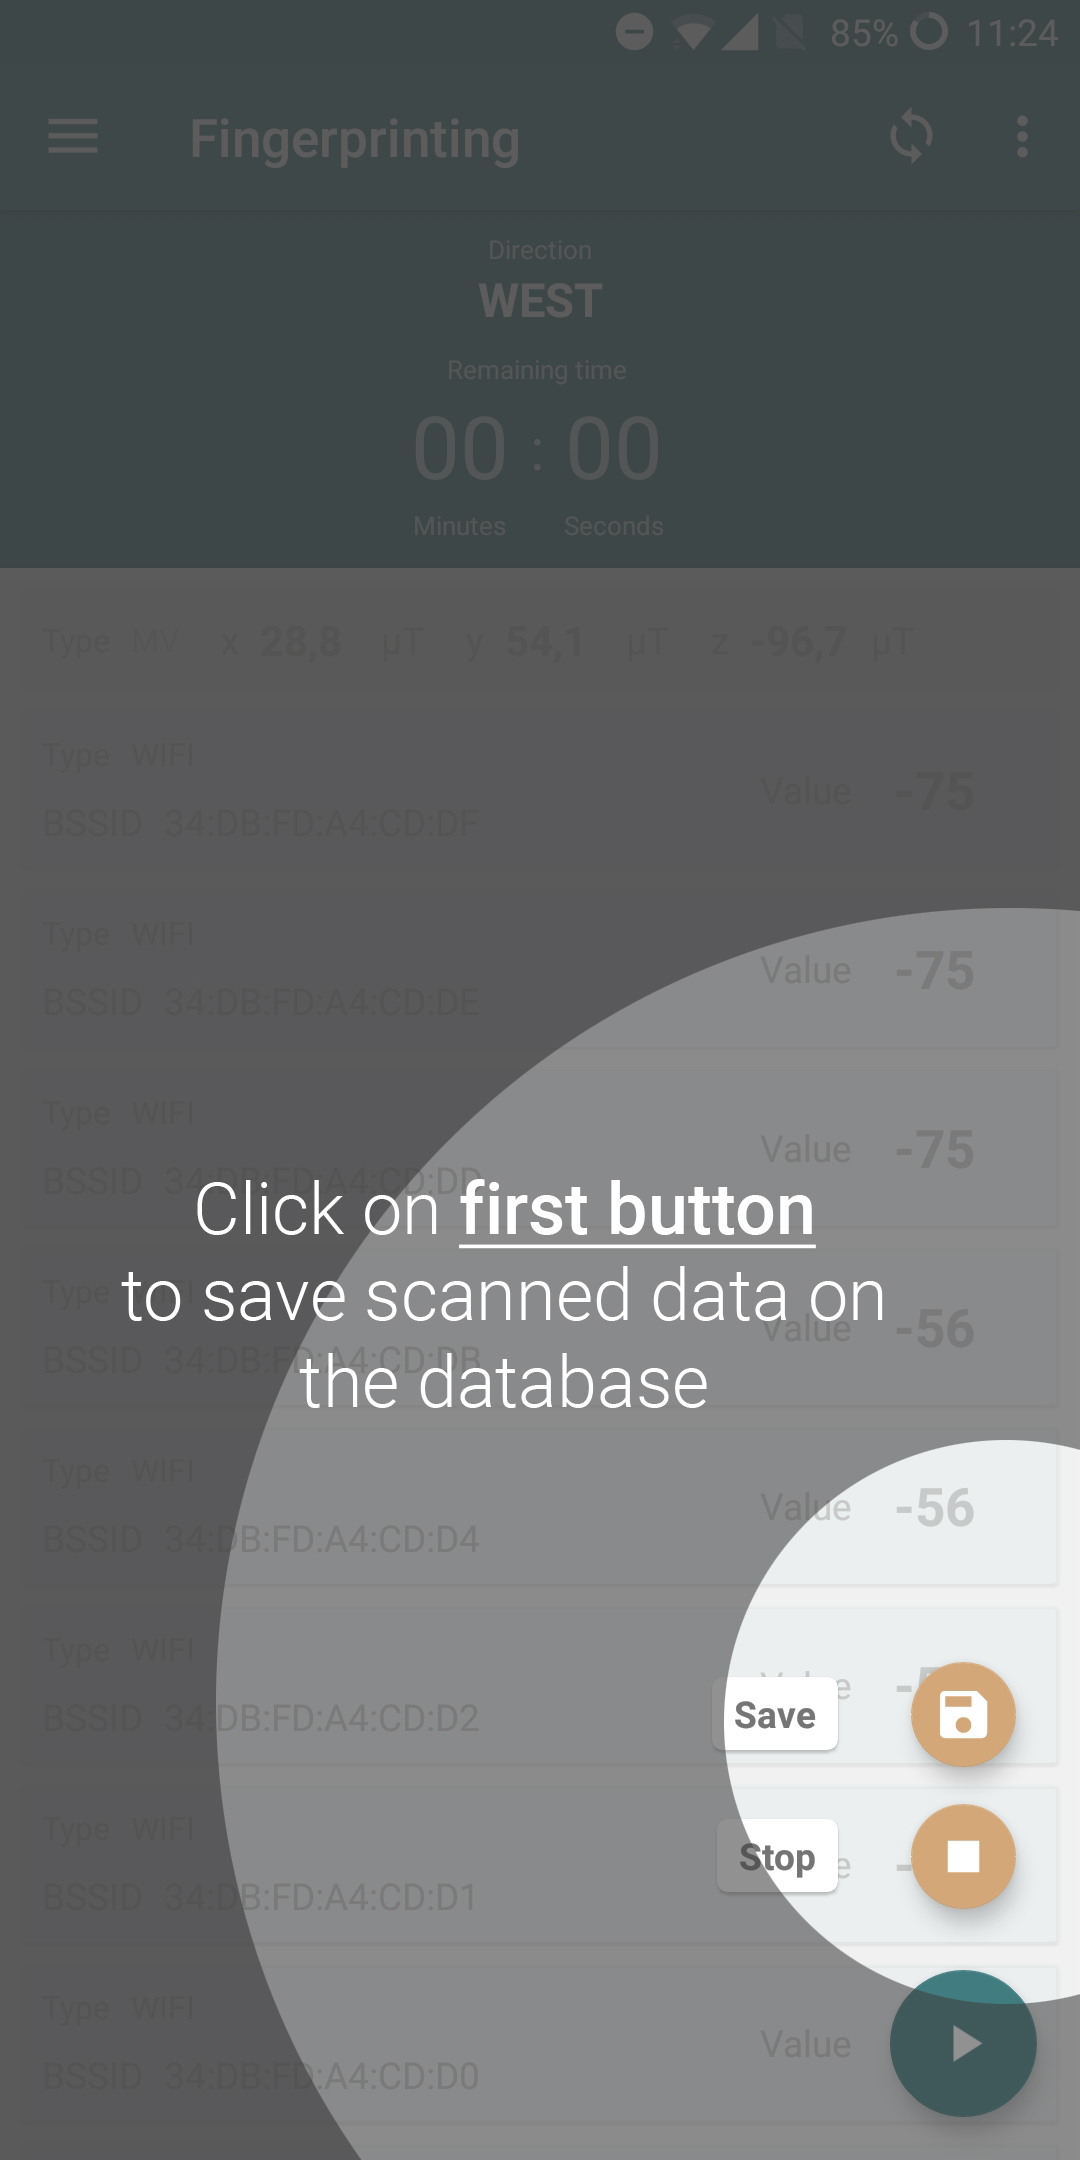 85% 11:24
Fingerprinting
Direction
WEST
Remaining time
00 : 00
Minutes Seconds
Type MV x 28,8 µT y 54,1 µT z -96,7 µT
Type WIFI
Value -75
BSSID 34:DB:FD:A4:CD:DF
Type WIFI
Value -75
BSSID 34:DB:FD:A4:CD:DE
Type WIFI
Value -75
BSSID 34:DB:FD:A4:CD:DD
Click on first button
to save scanned data on
the database
Type WIFI
Value -56
BSSID 34:DB:FD:A4:CD:DB
Type WIFI
Value -56
BSSID 34:DB:FD:A4:CD:D4
Type WIFI
BSSID 34:DB:FD:A4:CD:D2
Save
Type WIFI
Stop
BSSID 34:DB:FD:A4:CD:D1
Type WIFI
Value
BSSID 34:DB:FD:A4:CD:D0